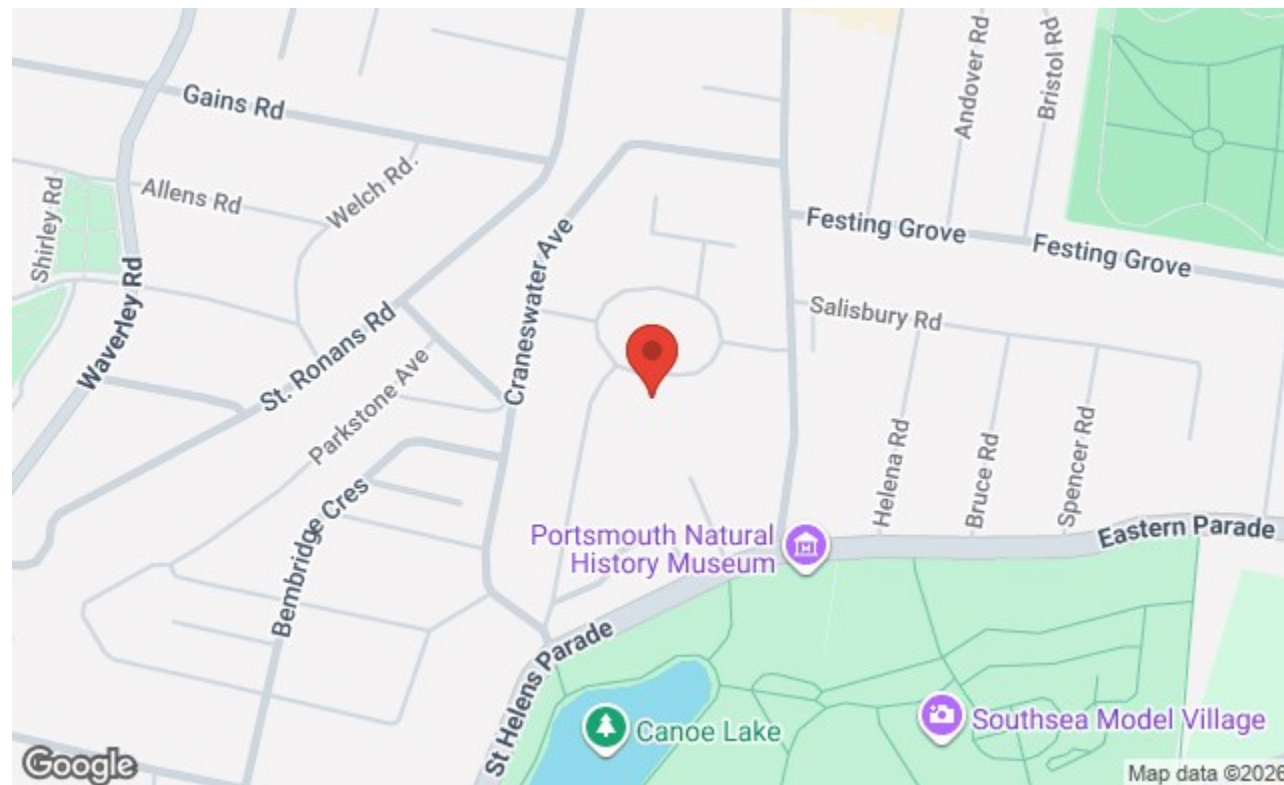 Gains Rd
Andover Rd
Bristol Rd
Welch Rd.
Allens Rd
Shirley Rd
Festing Grove
Festing Grove
Craneswater Ave
Waverley Rd
St. Ronans Rd
Salisbury Rd
Parkstone Ave
Helena Rd
Bruce Rd
Spencer Rd
Bembridge Cres
Portsmouth Natural
History Museum
Eastern Parade
St Helens Parade
Canoe Lake
Southsea Model Village
Google
Map data ©2026